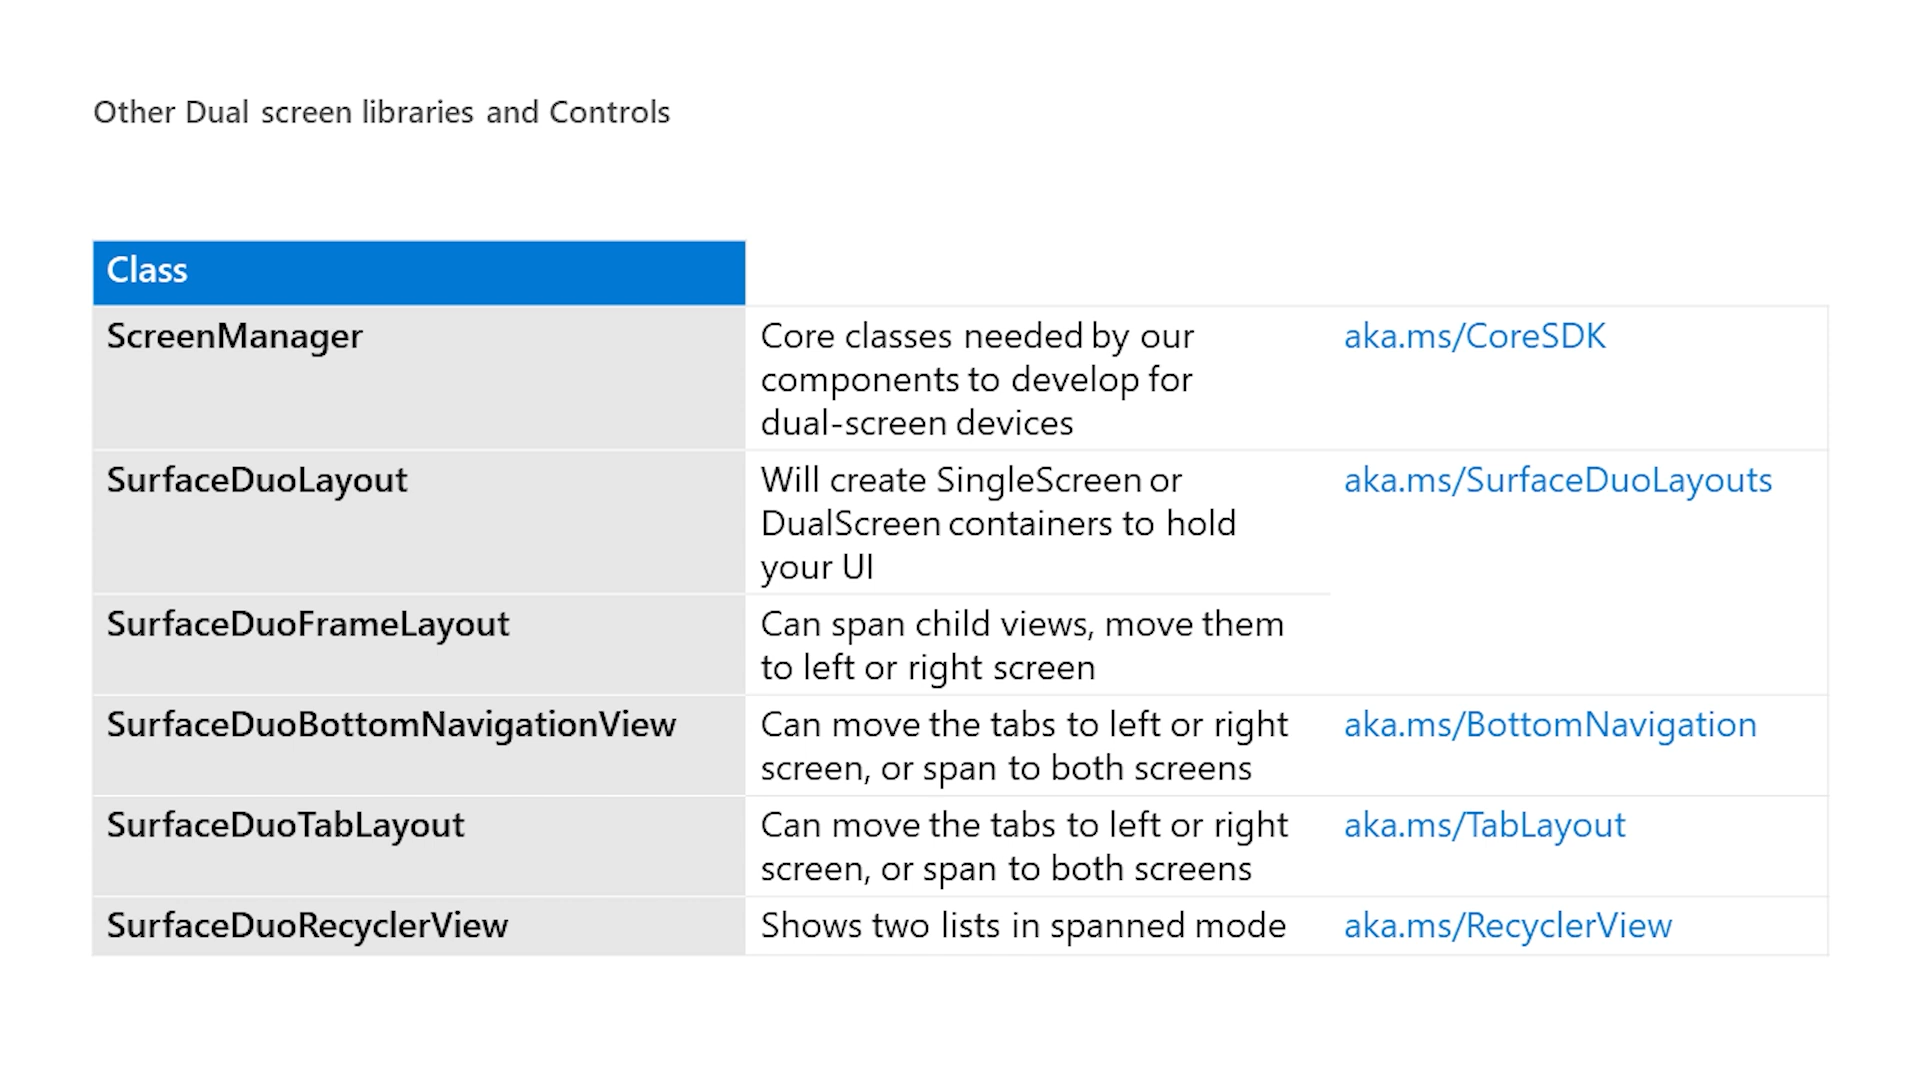 Other Dual screen libraries and Controls
Class
ScreenManager
Core classes needed by our
components to develop for
dual-screen devices
aka.ms/CoreSDK
SurfaceDuoLayout
Will create SingleScreen or
DualScreen containers to hold
your UI
aka.ms/SurfaceDuoLayouts
SurfaceDuoFrameLayout
Can span child views, move them
to left or right screen
SurfaceDuoBottomNavigationView
Can move the tabs to left or right
screen, or span to both screens
aka.ms/BottomNavigation
SurfaceDuoTabLayout
Can move the tabs to left or right
screen, or span to both screens
aka.ms/TabLayout
SurfaceDuoRecyclerView
Shows two lists in spanned mode
aka.ms/RecyclerView